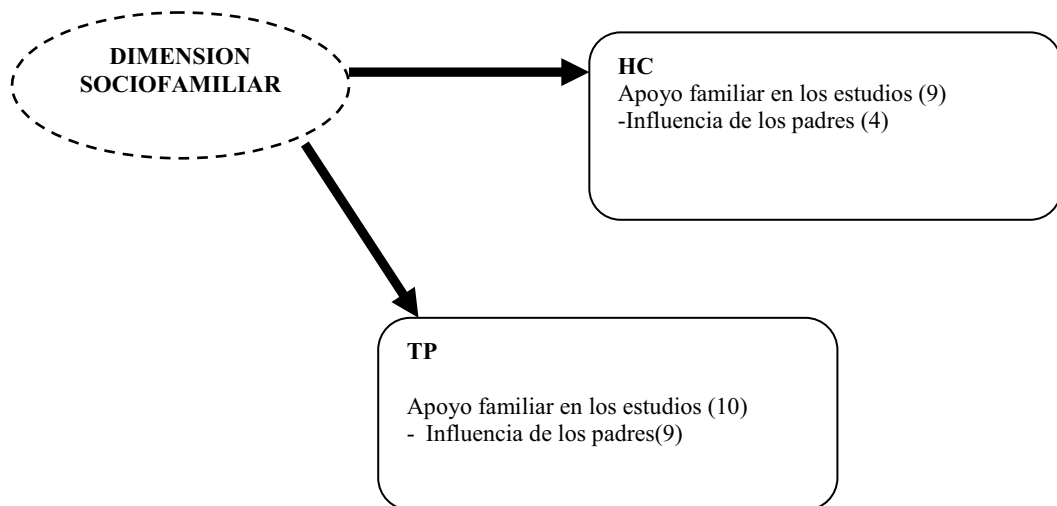 DIMENSION
SOCIOFAMILIAR
HC
Apoyo familiar en los estudios (9)
-Influencia de los padres (4)
TP
Apoyo familiar en los estudios (10)
-  Influencia de los padres(9)